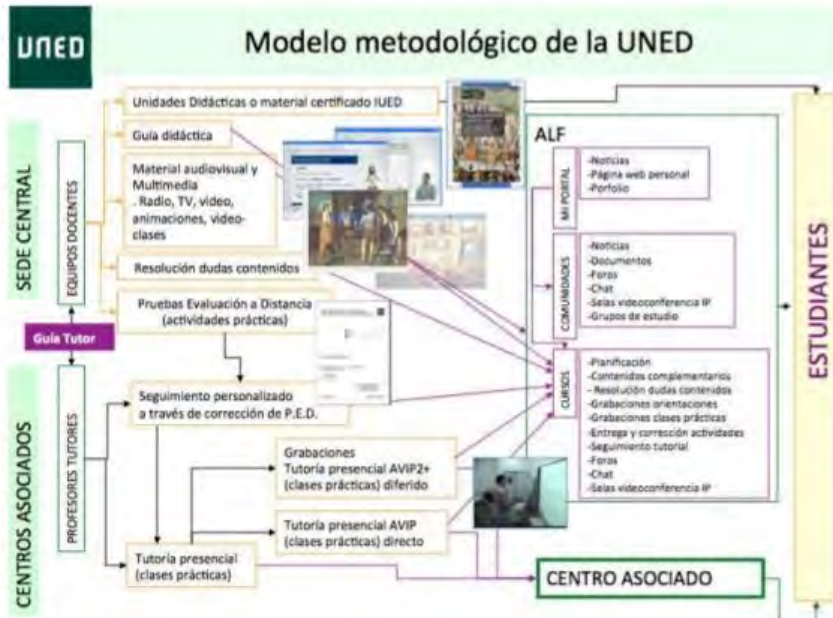 UNED
Modelo metodológico de la UNED
SEDE CENTRAL
EQUIPOS DOCENTES
Unidades Didácticas o material certificado IUED
Guía didáctica
Material audiovisual y
Multimedia
. Radio, TV, video,
animaciones, video-
clases
Resolución dudas contenidos
Pruebas Evaluación a Distancia
(actividades prácticas)
Guía Tutor
CENTROS ASOCIADOS
PROFESORES TUTORES
Seguimiento personalizado
a través de corrección de P.E.D.
Grabaciones
Tutoría presencial AVIP2+
(clases prácticas) diferido
Tutoría presencial AVIP
(clases prácticas) directo
Tutoría presencial
(clases prácticas)
ALF
MI PORTAL
-Noticias
-Página web personal
-Porfolio
COMUNIDADES
-Noticias
-Documentos
-Foros
-Chat
-Salas videoconferencia IP
-Grupos de estudio
CURSOS
-Planificación
-Contenidos complementarios
- Resolución dudas contenidos
-Grabaciones orientaciones
-Grabaciones clases prácticas
-Entrega y corrección actividades
-Seguimiento tutorial
-Foros
-Chat
-Salas videoconferencia IP
CENTRO ASOCIADO
ESTUDIANTES